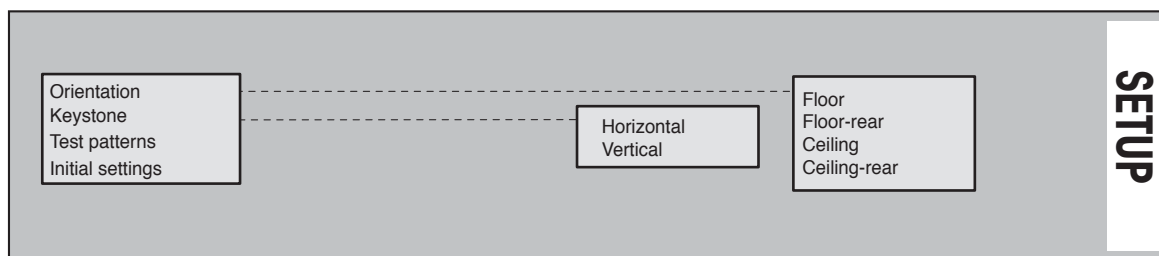 Orientation
Keystone
Test patterns
Initial settings
Horizontal
Vertical
Floor
Floor-rear
Ceiling
Ceiling-rear
SETUP